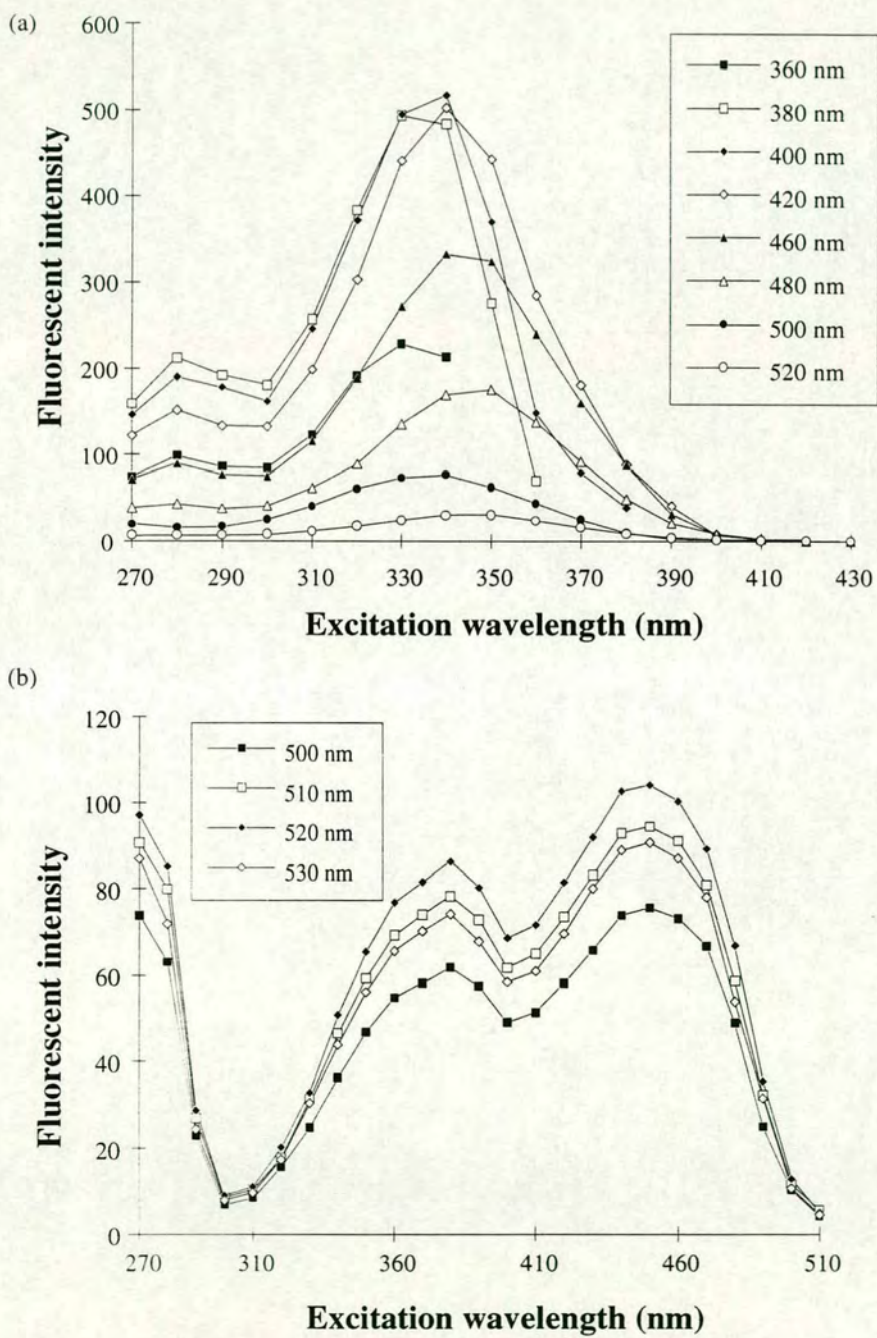 (a)
600
500
400
300
200
100
0
Fluorescent intensity
270 290 310 330 350 370 390 410 430
Excitation wavelength (nm)
360 nm
380 nm
400 nm
420 nm
460 nm
480 nm
500 nm
520 nm
(b)
120
100
80
60
40
20
0
Fluorescent intensity
500 nm
510 nm
520 nm
530 nm
270 310 360 410 460 510
Excitation wavelength (nm)